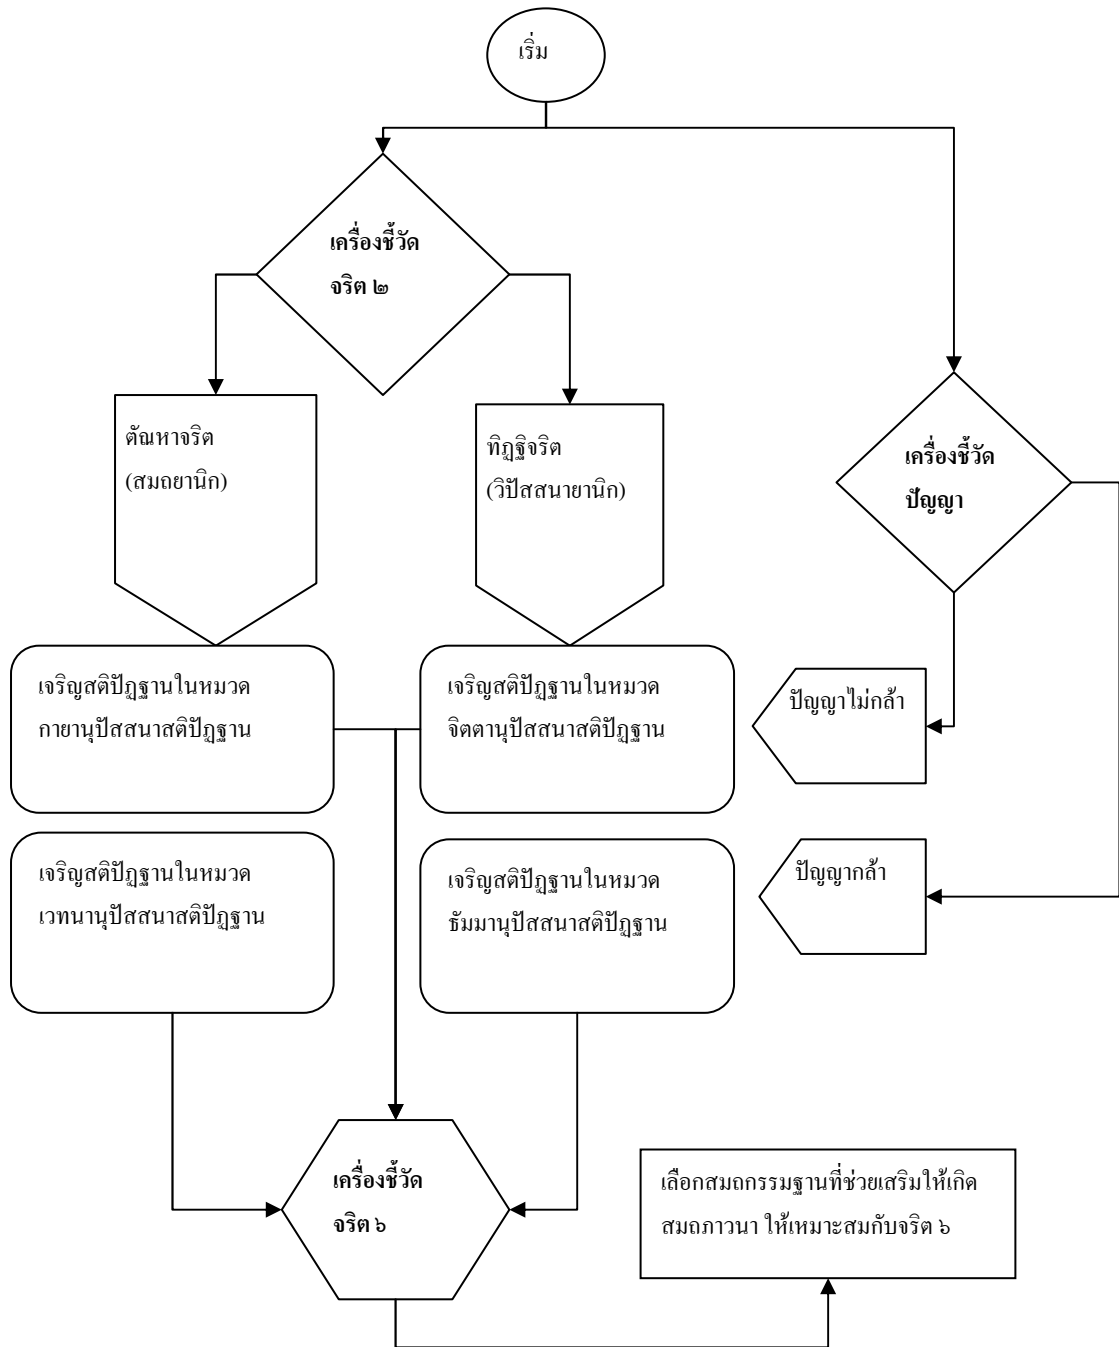 เริ่ม
เครื่องชี้วัด
จริต ๒
ตัณหาจริต
(สมถยานิก)
ทิฏฐิจริต
(วิปัสสนายานิก)
เครื่องชี้วัด
ปัญญา
เจริญสติปัฏฐานในหมวด
กายานุปัสสนาสติปัฏฐาน
เจริญสติปัฏฐานในหมวด
จิตตานุปัสสนาสติปัฏฐาน
ปัญญาไม่กล้า
เจริญสติปัฏฐานในหมวด
เวทนานุปัสสนาสติปัฏฐาน
เจริญสติปัฏฐานในหมวด
ธัมมานุปัสสนาสติปัฏฐาน
ปัญญากล้า
เครื่องชี้วัด
จริต ๖
เลือกสมถกรรมฐานที่ช่วยเสริมให้เกิด
สมถภาวนา ให้เหมาะสมกับจริต ๖